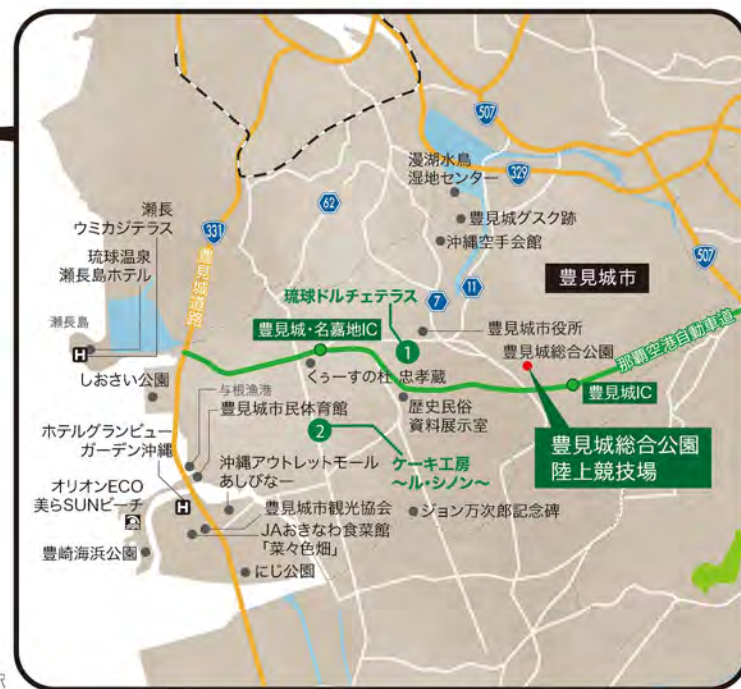 507
漫湖水鳥
湿地センター
329
62
豊見城グスク跡
瀬長
ウミカジテラス
331
沖縄空手会館
507
琉球温泉
瀬長島ホテル
豊見城道路
琉球ドルチェテラス
7
11
豊見城市
瀬長島
豊見城・名嘉地IC
豊見城市役所
那覇空港自動車道
H
1
豊見城総合公園
しおさい公園
くぅーすの杜 忠孝蔵
豊見城IC
与根漁港
歴史民俗
資料展示室
豊見城市民体育館
豊見城総合公園
陸上競技場
ホテルグランビュー
ガーデン沖縄
2
沖縄アウトレットモール
あしびなー
ケーキ工房
〜ル・シノン〜
オリオンECO
美らSUNビーチ
H
豊見城市観光協会
ジョン万次郎記念碑
JAおきなわ食菜館
「菜々色畑」
豊崎海浜公園
にじ公園
駅